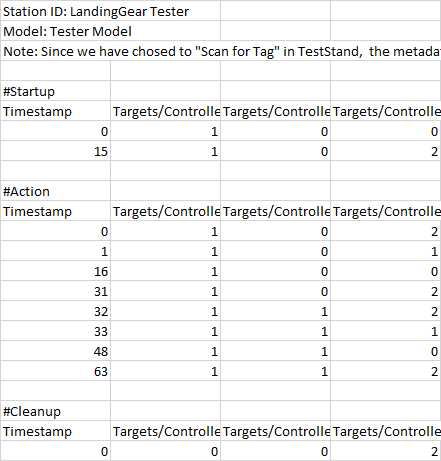 Station ID: LandingGear Tester
Model: Tester Model
Note: Since we have chosed to "Scan for Tag" in TestStand, the metada
#Startup
Timestamp Targets/Controlle Targets/Controlle Targets/Controlle
0 1 0 0
15 1 0 2
#Action
Timestamp Targets/Controlle Targets/Controlle Targets/Controlle
0 1 0 2
1 1 0 1
16 1 0 0
31 1 0 2
32 1 1 2
33 1 1 1
48 1 1 0
63 1 1 2
#Cleanup
Timestamp Targets/Controlle Targets/Controlle Targets/Controlle
0 0 0 2